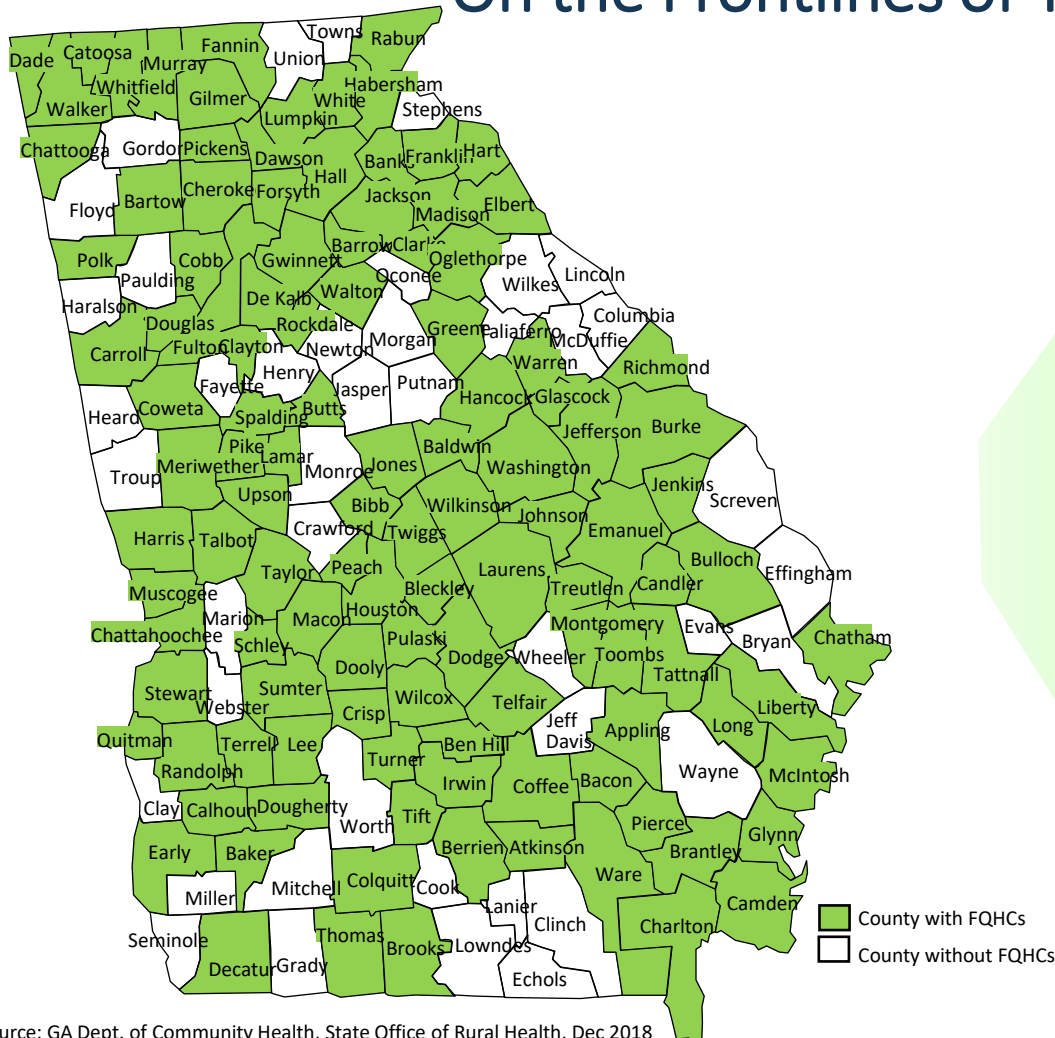 On the Frontlines of
Towns
Rabun
Fannin
Union
Catoosa
Dade
Murray
Whitfield
Habersham
Gilmer
White
Walker
Stephens
Lumpkin
Chattooga
Gordon
Pickens
Dawson
Banks
Franklin
Hart
Hall
Cherokee
Forsyth
Jackson
Bartow
Elbert
Floyd
Madison
Barrow
Clarke
Polk
Cobb
Gwinnett
Oglethorpe
Oconee
Lincoln
Paulding
Wilkes
Walton
De Kalb
Haralson
Columbia
Douglas
Rockdale
Greene
Taliaferro
McDuffie
Morgan
Fulton
Clayton
Newton
Carroll
Warren
Richmond
Henry
Fayette
Jasper
Putnam
Hancock
Glascock
Heard
Coweta
Butts
Spalding
Burke
Jefferson
Pike
Baldwin
Lamar
Meriwether
Monroe
Jones
Washington
Troup
Jenkins
Upson
Screven
Bibb
Wilkinson
Johnson
Crawford
Twiggs
Emanuel
Harris
Talbot
Bulloch
Peach
Laurens
Taylor
Effingham
Candler
Bleckley
Treutlen
Muscogee
Houston
Marion
Macon
Montgomery
Evans
Chattahoochee
Pulaski
Chatham
Schley
Bryan
Dodge
Wheeler
Toombs
Dooly
Tattnall
Sumter
Stewart
Wilcox
Telfair
Webster
Liberty
Crisp
Jeff
Davis
Long
Appling
Quitman
Terrell
Lee
Ben Hill
Turner
Randolph
Wayne
McIntosh
Irwin
Coffee
Bacon
Clay
Calhoun
Dougherty
Tift
Worth
Pierce
Glynn
Early
Baker
Berrien
Atkinson
Brantley
Ware
Colquitt
Mitchell
Cook
Miller
Camden
Lanier
County with FQHCs
Clinch
Charlton
Thomas
Seminole
Brooks
Lowndes
County without FQHCs
Decatur
Grady
Echols
urce: GA Dept. of Community Health, State Office of Rural Health, Dec 2018